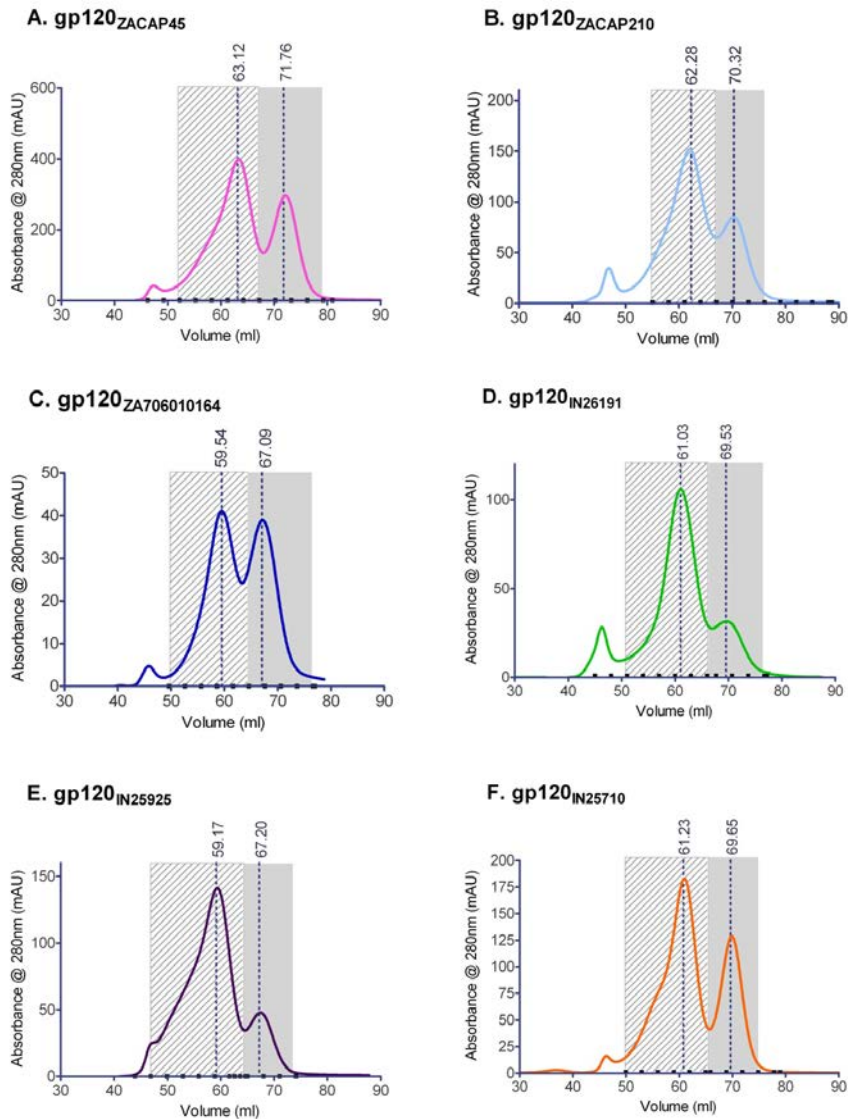 A. gp120ZACAP45
63.12
71.76
Absorbance @ 280nm (mAU)
600
400
200
0
30 40 50 60 70 80 90
Volume (ml)
B. gp120ZACAP210
62.28
70.32
Absorbance @ 280nm (mAU)
200
150
100
50
0
30 40 50 60 70 80 90
Volume (ml)
C. gp120ZA706010164
59.54
67.09
Absorbance @ 280nm (mAU)
50
40
30
20
10
0
30 40 50 60 70 80 90
Volume (ml)
D. gp120IN26191
61.03
69.53
Absorbance @ 280nm (mAU)
100
50
0
30 40 50 60 70 80 90
Volume (ml)
E. gp120IN25925
59.17
67.20
Absorbance @ 280nm (mAU)
150
100
50
0
30 40 50 60 70 80 90
Volume (ml)
F. gp120IN25710
61.23
69.65
Absorbance @ 280nm (mAU)
200
175
150
125
100
75
50
25
0
30 40 50 60 70 80 90
Volume (ml)